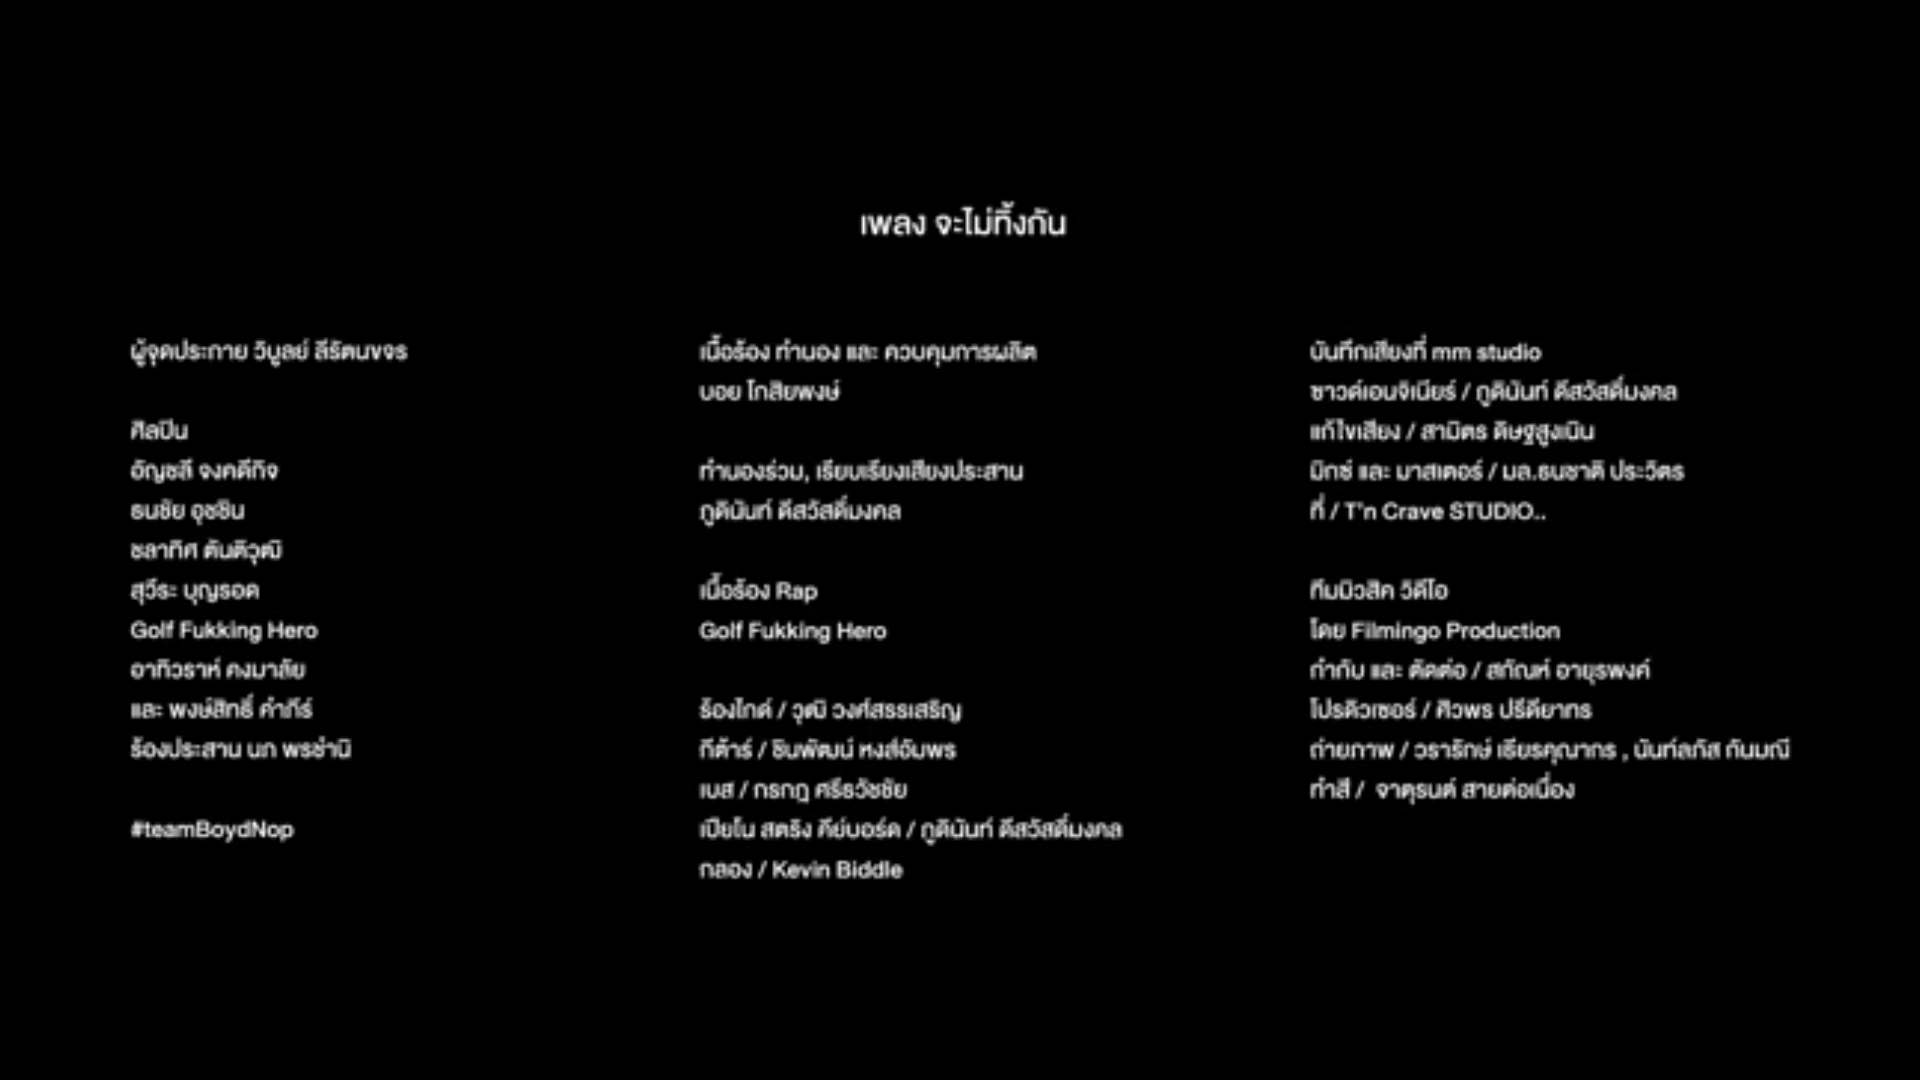 เพลง จะไม่ทิ้งกัน
ผู้จุดประกาย วิบูลย์ ลีรัตนขจร
ศิลปิน
อัญชลี จงคดีกิจ
ธนชัย อุชชิน
ชลาทิศ ตันติวุฒิ
สุวีระ บุญรอด
Golf Fukking Hero
อาทิวราห์ คงมาลัย
และ พงษ์สิทธิ์ คำภีร์
ร้องประสาน นภ พรชำนิ
#teamBoydNop
เนื้อร้อง ทำนอง และ ควบคุมการผลิต
บอย โกสิยพงษ์
ทำนองร่วม, เรียบเรียงเสียงประสาน
ภูดินันท์ ดีสวัสดิ์มงคล
เนื้อร้อง Rap
Golf Fukking Hero
ร้องไกด์ / วุฒิ วงศ์สรรเสริญ
กีต้าร์ / ชินพัฒน์ หงส์อัมพร
เบส / กรกฎ ศรีธวัชชัย
เปียโน สตริง คีย์บอร์ด / ภูดินันท์ ดีสวัสดิ์มงคล
กลอง / Kevin Biddle
บันทึกเสียงที่ mm studio
ซาวด์เอนจิเนียร์ / ภูดินันท์ ดีสวัสดิ์มงคล
แก้ไขเสียง / สามิตร ดิษฐสูงเนิน
มิกซ์ และ มาสเตอร์ / มล.ธนชาติ ประวิตร
ที่ / T'n Crave STUDIO..
ทีมมิวสิค วิดีโอ
โดย Filmingo Production
กำกับ และ ตัดต่อ / สกัณห์ อายุรพงค์
โปรดิวเซอร์ / ศิวพร ปรีดียาทร
ถ่ายภาพ / วรารักษ์ เธียรคุณากร , นันท์ลภัส กันมณี
ทำสี / จาตุรนต์ สายต่อเนื่อง